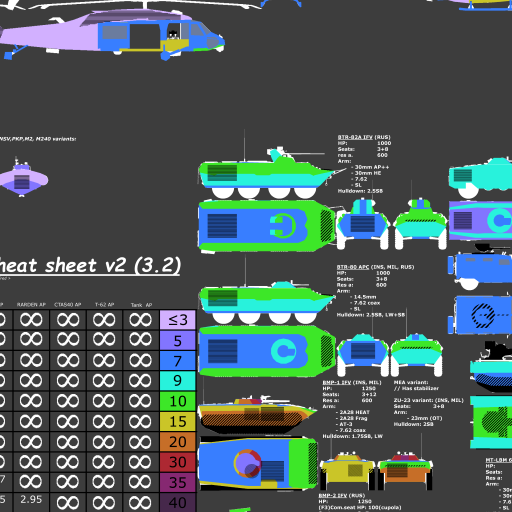 NSV,PKP,M2, M240 variants:
BTR-82A IFV (RUS)
HP: 1000
Seats: 3+8
res a. 600
Arm:
- 30mm AP++
- 30mm HE
- 7.62
- SL
Hulldown: 2.5SB
heat sheet v2 (3.2)
BTR-80 APC (INS, MIL, RUS)
HP: 1000
Seats: 3+8
Res a: 600
Arm:
- 14.5mm
- 7.62 coax
- SL
Hulldown: 2.5SB, LW+SB
P RARDEN AP CTAS40 AP T-62 AP Tank AP
∞ ∞ ∞ ∞ ≤3
∞ ∞ ∞ ∞ 5
∞ ∞ ∞ ∞ 7
∞ ∞ ∞ ∞ 9
∞ ∞ ∞ ∞ 10
∞ ∞ ∞ ∞ 15
∞ ∞ ∞ ∞ 20
∞ ∞ ∞ ∞ 30
7 ∞ ∞ ∞ ∞ 35
5 2.95 ∞ ∞ ∞ 40
BMP-1 IFV (INS, MIL)
HP: 1250
Seats: 3+12
Res a: 600
Arm:
- 2A28 HEAT
- 2A28 Frag
- AT-3
- 7.62 coax
Hulldown: 1.75SB, LW
MEA variant:
// Has stabilizer
ZU-23 variant: (INS, MIL)
Seats: 3+8
Arm:
- 23mm (OT)
Hulldown: 2SB
BMP-2 IFV (RUS)
HP: 1250
(F3)Com.seat HP: 100(cupola)
MT-LBM 6
HP:
Seats:
Res a:
Arm: